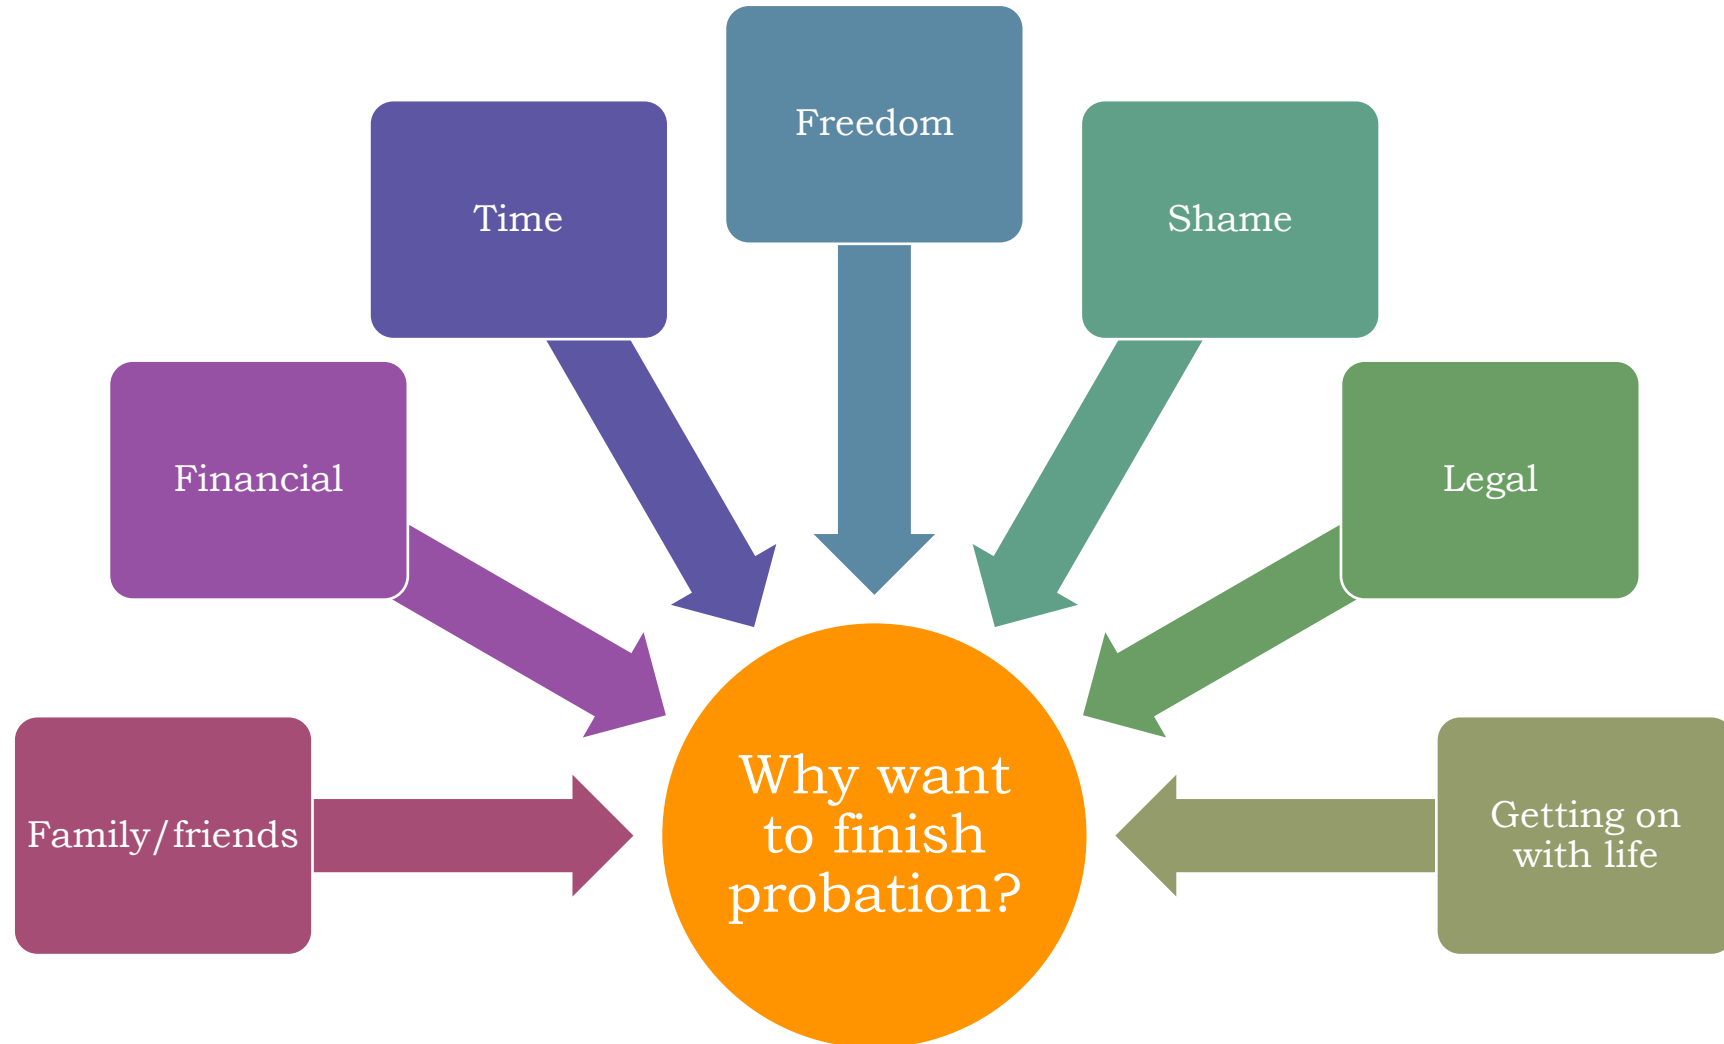 Freedom
Time
Shame
Financial
Legal
Family/friends
Why want
to finish
probation?
Getting on
with life